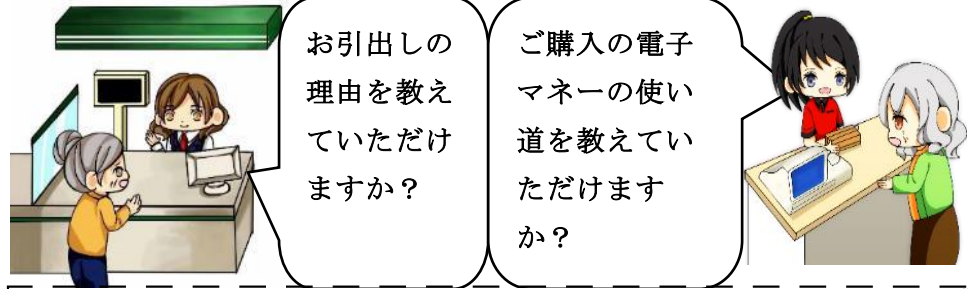 お引出しの
理由を教え
ていただけ
ますか？
ご購入の電子
マネーの使い
道を教えてい
ただけます
か？